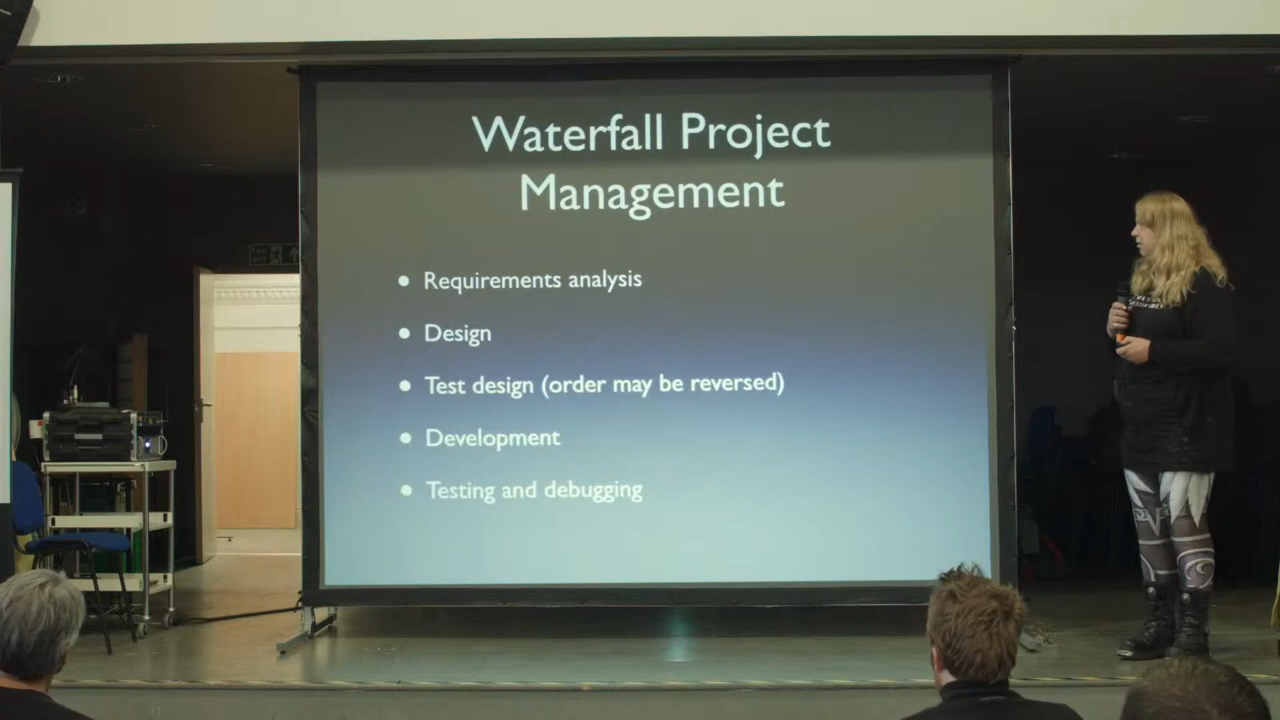 Waterfall Project
Management
• Requirements analysis
• Design
• Test design (order may be reversed)
• Development
• Testing and debugging